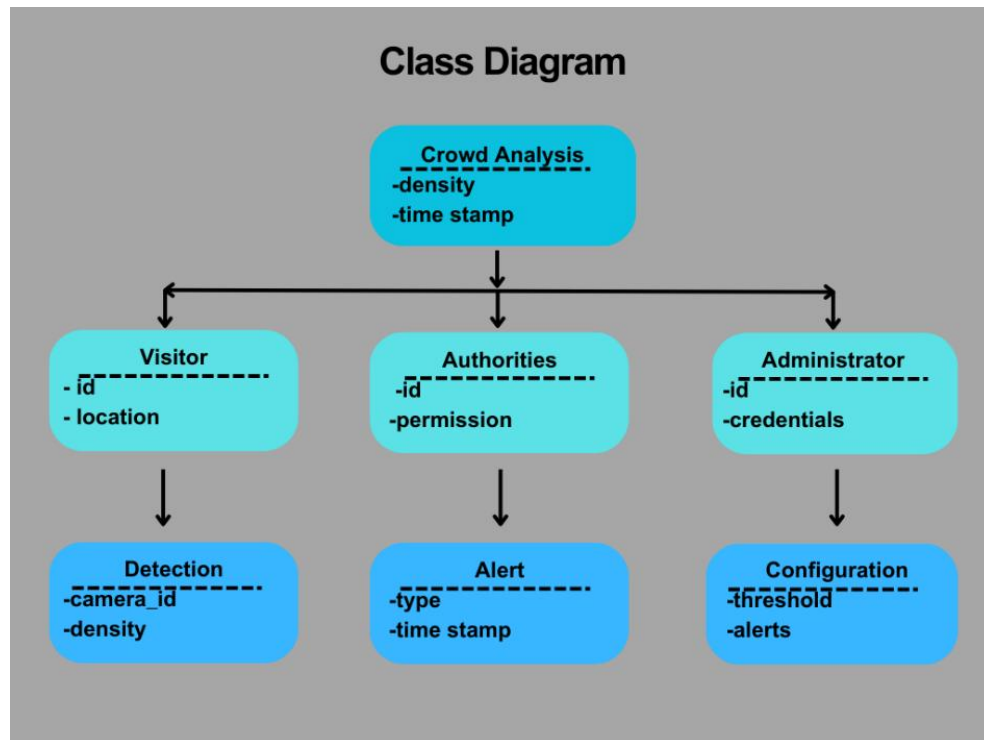 Class Diagram
Crowd Analysis
-density
-time stamp
Visitor
- id
- location
Authorities
-id
-permission
Administrator
-id
-credentials
Detection
-camera_id
-density
Alert
-type
-time stamp
Configuration
-threshold
-alerts